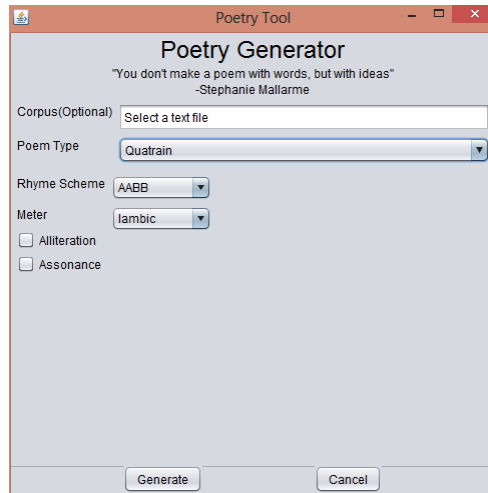 Poetry Tool
Poetry Generator
"You don't make a poem with words, but with ideas"
-Stephanie Mallarme
Corpus(Optional) Select a text file
Poem Type Quatrain
Rhyme Scheme AABB
Meter Iambic
Alliteration
Assonance
Generate Cancel